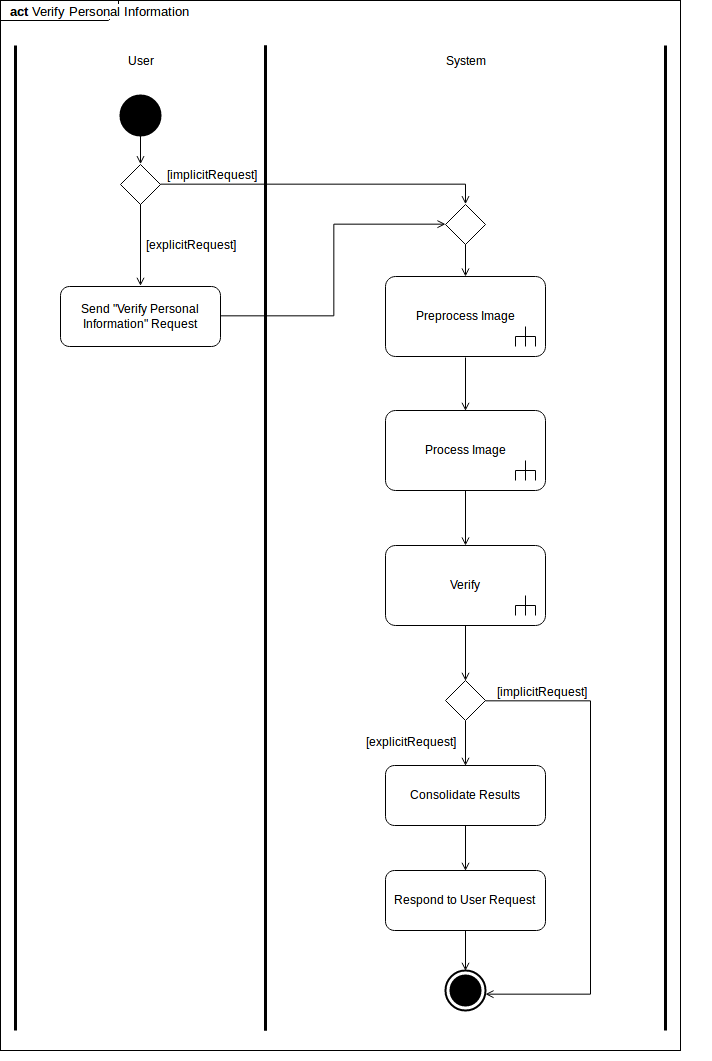 act Verify Personal Information
User
System
[implicitRequest]
[explicitRequest]
Send "Verify Personal
Information" Request
Preprocess Image
Process Image
Verify
[implicitRequest]
[explicitRequest]
Consolidate Results
Respond to User Request